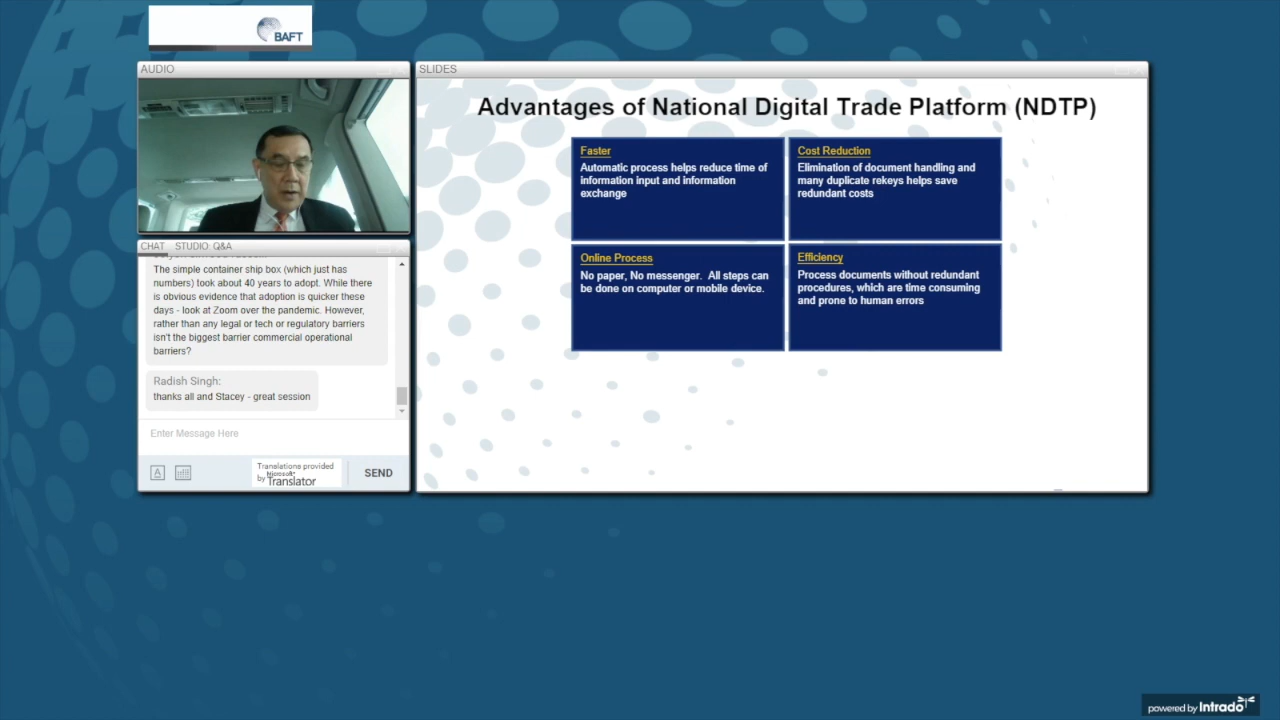 BAFT
AUDIO
CHAT STUDIO Q&A
The simple container ship box (which just has
numbers) took about 40 years to adopt. While there
is obvious evidence that adoption is quicker these
days - look at Zoom over the pandemic. However,
rather than any legal or tech or regulatory barriers
isn't the biggest barrier commercial operational
barriers?
Radish Singh:
thanks all and Stacey - great session
Enter Message Here
A
Translations provided
by Microsoft®
Translator
SEND
SLIDES
Advantages of National Digital Trade Platform (NDTP)
Faster
Automatic process helps reduce time of
information input and information
exchange
Cost Reduction
Elimination of document handling and
many duplicate rekeys helps save
redundant costs
Online Process
No paper, No messenger. All steps can
be done on computer or mobile device.
Efficiency
Process documents without redundant
procedures, which are time consuming
and prone to human errors
powered by Intrado